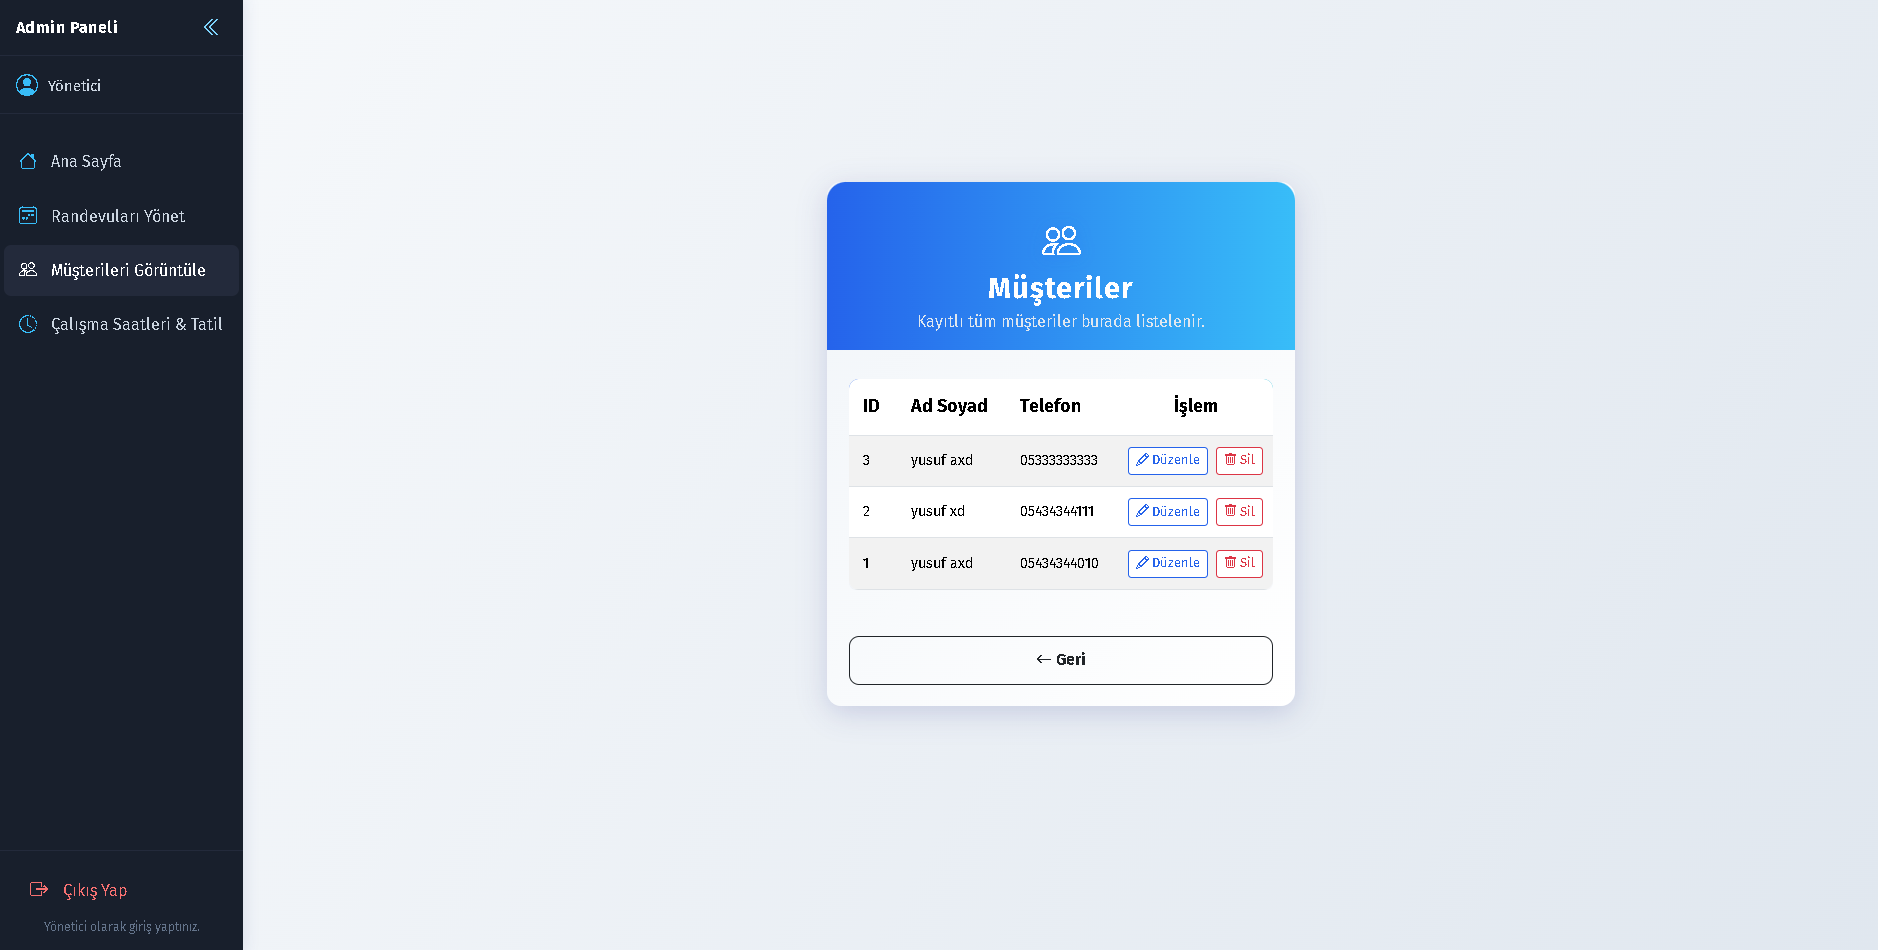 Admin Paneli
Yönetici
Ana Sayfa
Randevuları Yönet
Müşterileri Görüntüle
Çalışma Saatleri & Tatil
Çıkış Yap
Yönetici olarak giriş yaptınız.
Müşteriler
Kayıtlı tüm müşteriler burada listelenir.
ID Ad Soyad Telefon İşlem
3 yusuf axd 05333333333 Düzenle Sil
2 yusuf xd 05434344111 Düzenle Sil
1 yusuf axd 05434344010 Düzenle Sil
← Geri